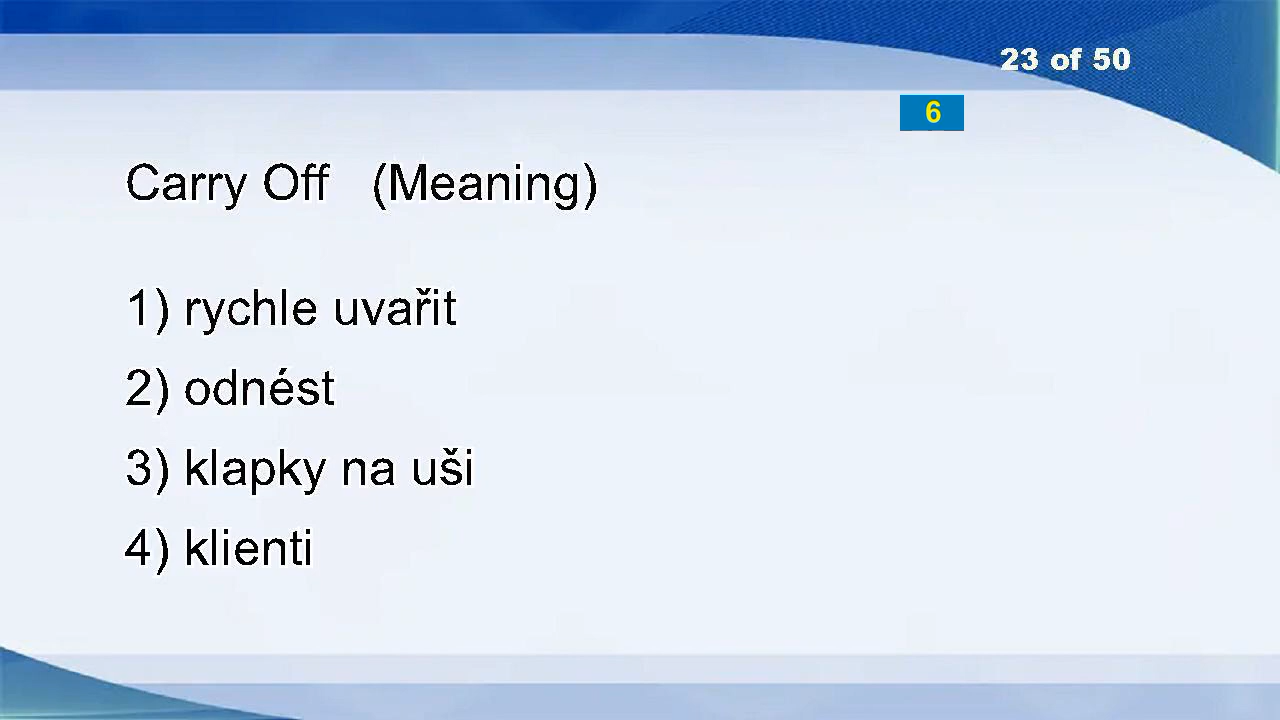 23 of 50
6
Carry Off (Meaning)
1) rychle uvařit
2) odnést
3) klapky na uši
4) klienti